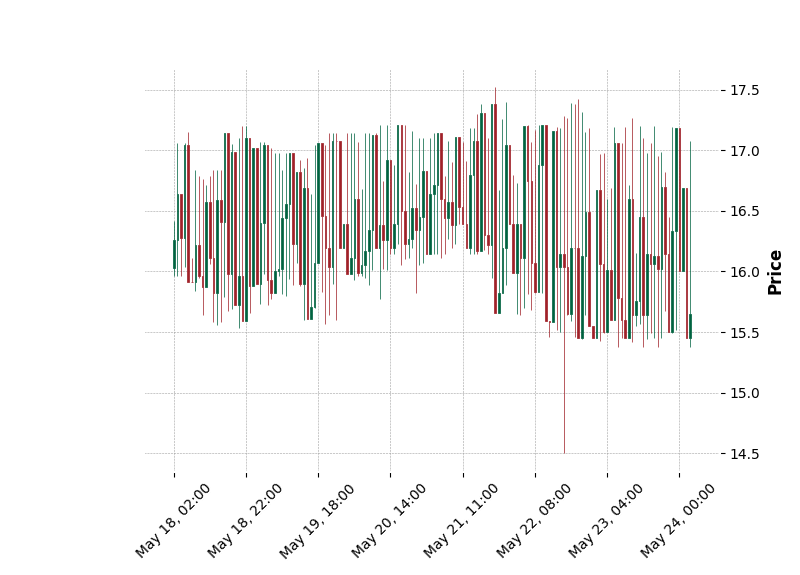 17.5
17.0
16.5
16.0
15.5
15.0
14.5
Price
May 18, 02:00
May 18, 22:00
May 19, 18:00
May 20, 14:00
May 21, 11:00
May 22, 08:00
May 23, 04:00
May 24, 00:00